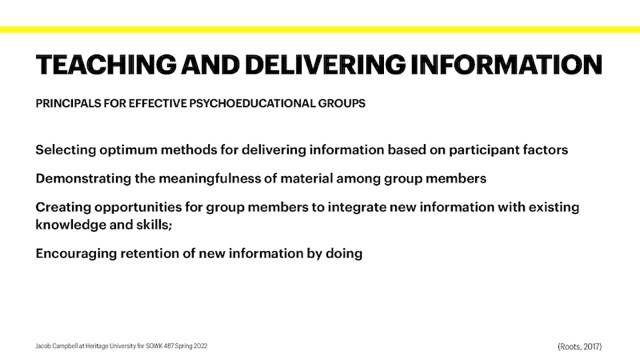 TEACHING AND DELIVERING INFORMATION
PRINCIPALS FOR EFFECTIVE PSYCHOEDUCATIONAL GROUPS
Selecting optimum methods for delivering information based on participant factors
Demonstrating the meaningfulness of material among group members
Creating opportunities for group members to integrate new information with existing
knowledge and skills;
Encouraging retention of new information by doing
Jacob Campbell at Heritage University for SOWK 487 Spring 2022
(Roots, 2017)